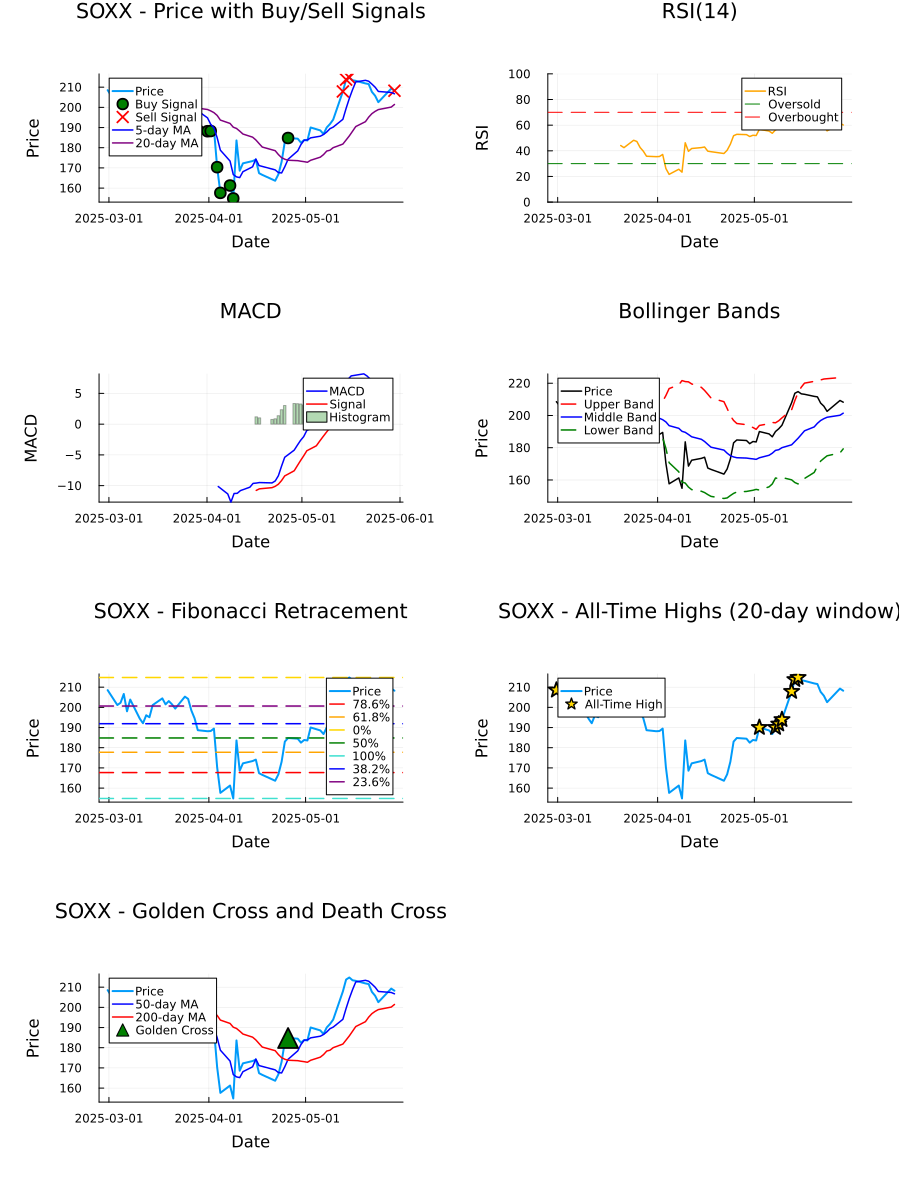 SOXX - Price with Buy/Sell Signals
Price
210
200
190
180
170
160
Price
Buy Signal
Sell Signal
5-day MA
20-day MA
2025-03-01
2025-04-01
2025-05-01
Date
RSI(14)
RSI
100
80
60
40
20
0
RSI
Oversold
Overbought
2025-03-01
2025-04-01
2025-05-01
Date
MACD
MACD
5
0
−5
−10
MACD
Signal
Histogram
2025-03-01
2025-04-01
2025-05-01
2025-06-01
Date
Bollinger Bands
Price
220
200
180
160
Price
Upper Band
Middle Band
Lower Band
2025-03-01
2025-04-01
2025-05-01
Date
SOXX - Fibonacci Retracement
Price
210
200
190
180
170
160
Price
78.6%
61.8%
0%
50%
100%
38.2%
23.6%
2025-03-01
2025-04-01
2025-05-01
Date
SOXX - All-Time Highs (20-day window)
Price
210
200
190
180
170
160
Price
All-Time High
2025-03-01
2025-04-01
2025-05-01
Date
SOXX - Golden Cross and Death Cross
Price
210
200
190
180
170
160
Price
50-day MA
200-day MA
Golden Cross
2025-03-01
2025-04-01
2025-05-01
Date